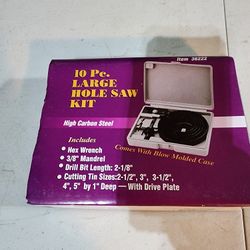 Item 36222
10 Pc.
LARGE
HOLE SAW
KIT
High Carbon Steel
Comes With Blow Molded Case
Includes
• Hex Wrench
• 3/8" Mandrel
• Drill Bit Length: 2-1/8"
• Cutting Tin Sizes:2-1/2", 3", 3-1/2",
4", 5" by 1" Deep — With Drive Plate